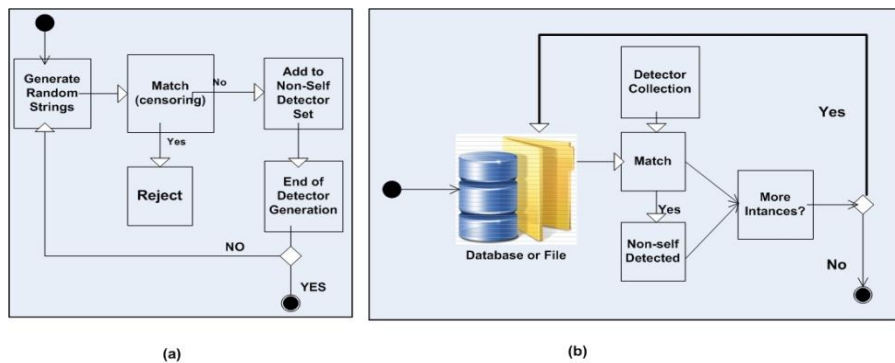 Generate
Random
Strings
Match
(censoring)
No
Add to
Non-Self
Detector
Set
Yes
Reject
End of
Detector
Generation
NO
YES
(a)
Detector
Collection
Yes
Match
Yes
More
Intances?
Non-self
Detected
No
Database or File
(b)